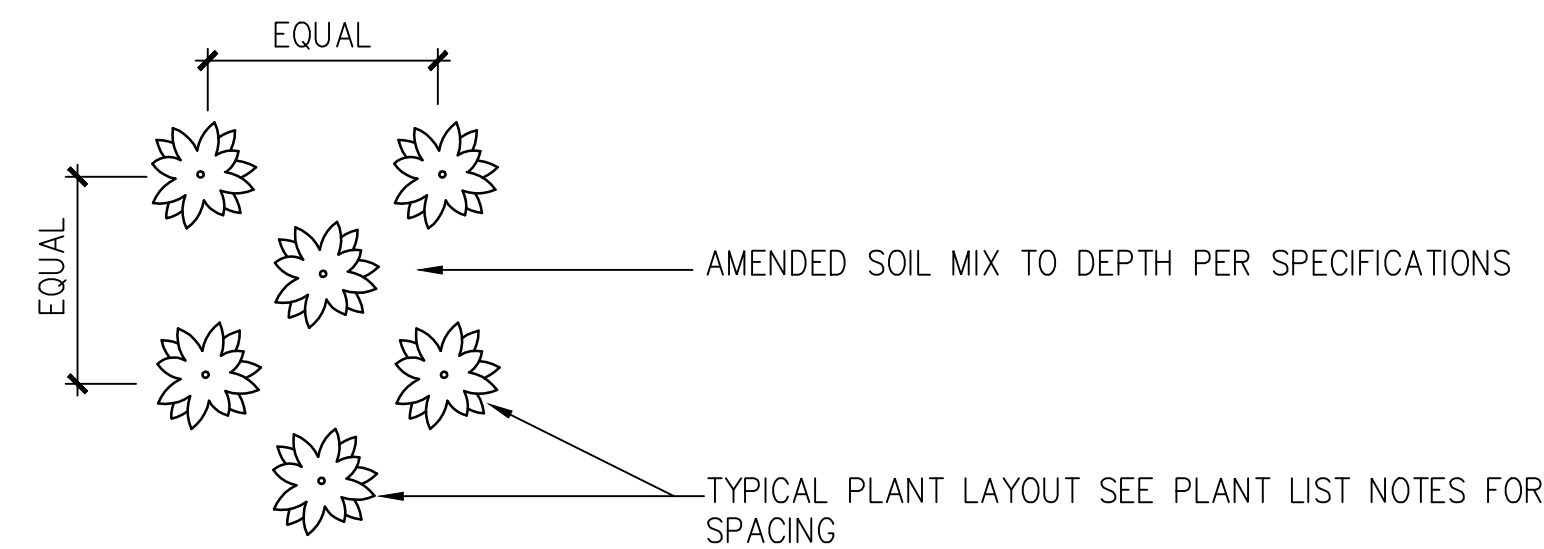 EQUAL
EQUAL
AMENDED SOIL MIX TO DEPTH PER SPECIFICATIONS
TYPICAL PLANT LAYOUT SEE PLANT LIST NOTES FOR
SPACING